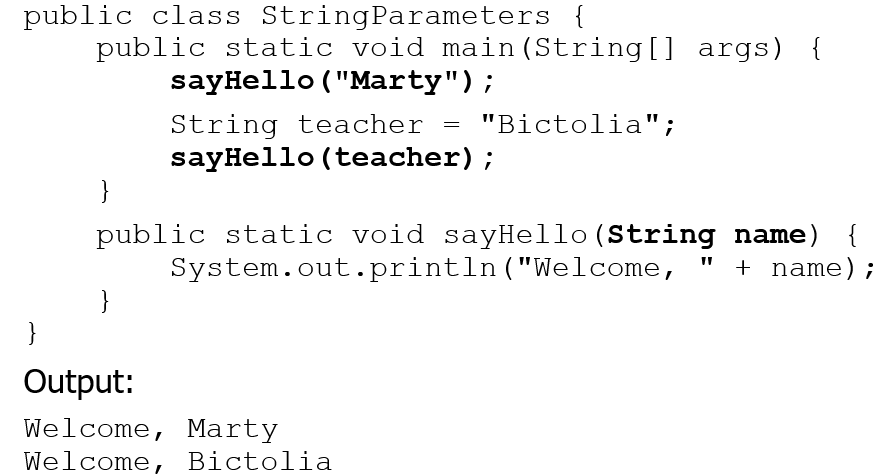 public class StringParameters {
    public static void main(String[] args) {
        sayHello("Marty");
        String teacher = "Bictolia";
        sayHello(teacher);
    }
    public static void sayHello(String name) {
        System.out.println("Welcome, " + name);
    }
}
Output:
Welcome, Marty
Welcome, Bictolia